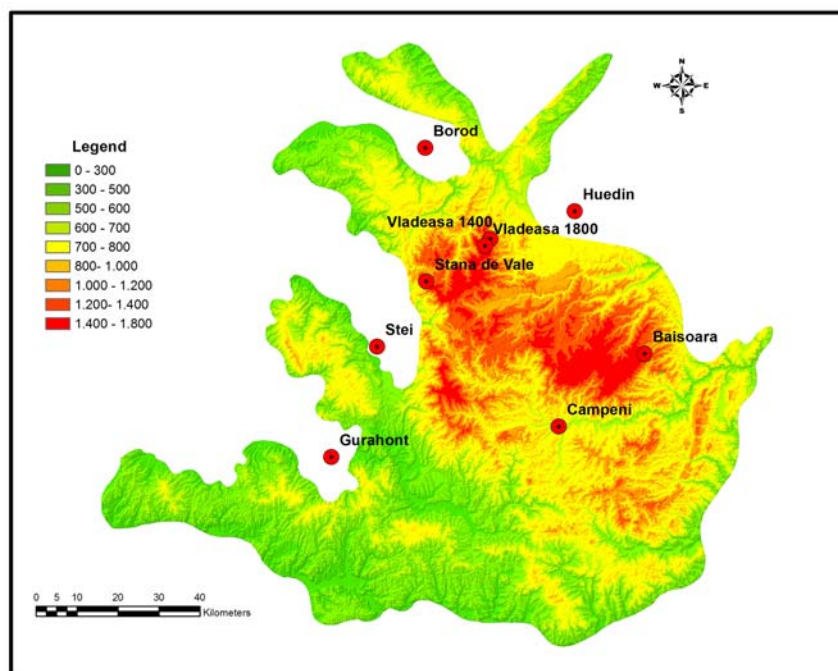 N
W E
S
Borod
Legend
0 - 300
300 - 500
500 - 600
600 - 700
700 - 800
800- 1.000
1.000 - 1.200
1.200- 1.400
1.400 - 1.800
Huedin
Vladeasa 1400
Vladeasa 1800
Stana de Vale
Stei
Baisoara
Campeni
Gurahont
0 5 10 20 30 40
Kilometers